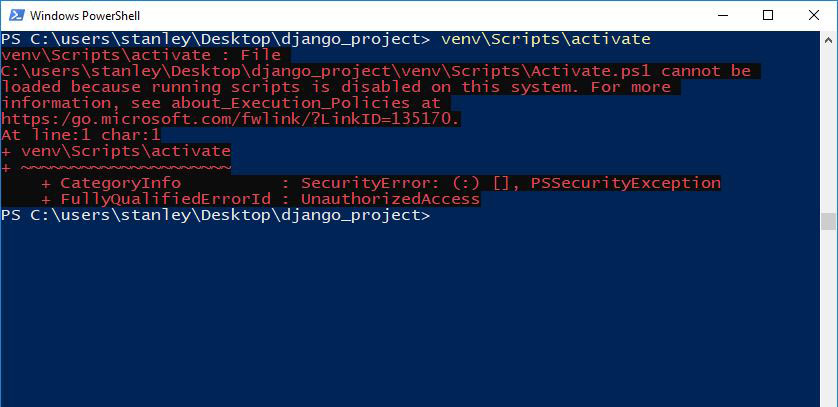 Windows PowerShell
PS C:\users\stanley\Desktop\django_project> venv\Scripts\activate
venv\Scripts\activate : File
C:\users\stanley\Desktop\django_project\venv\Scripts\Activate.ps1 cannot be
loaded because running scripts is disabled on this system. For more
information, see about_Execution_Policies at
https:/go.microsoft.com/fwlink/?LinkID=135170.
At line:1 char:1
+ venv\Scripts\activate
+ ~~~~~~~~~~~~~~~~~~~~~
    + CategoryInfo          : SecurityError: (:) [], PSSecurityException
    + FullyQualifiedErrorId : UnauthorizedAccess
PS C:\users\stanley\Desktop\django_project>